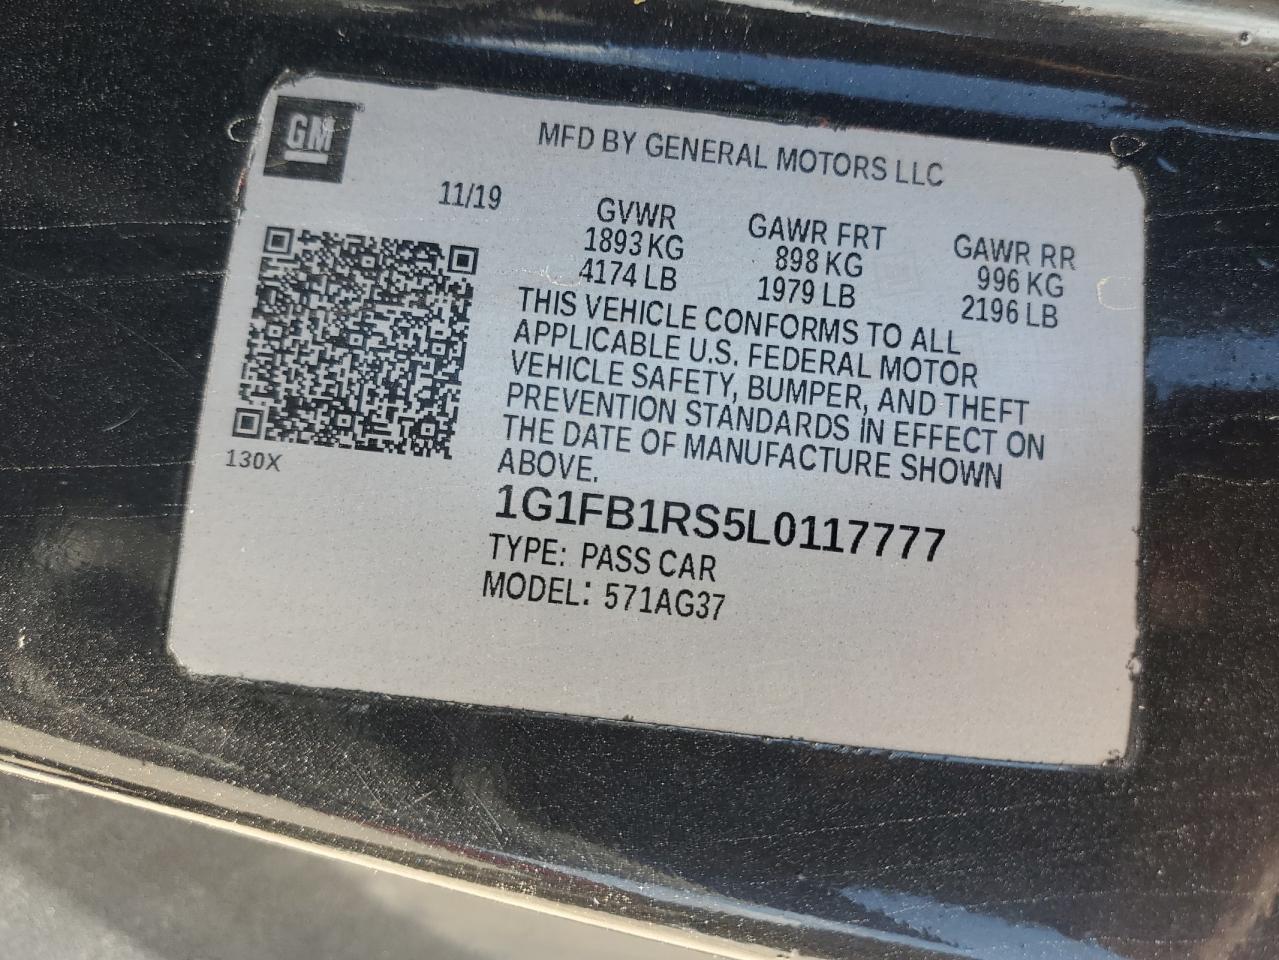 GM
MFD BY GENERAL MOTORS LLC
11/19
GVWR
1893 KG
4174 LB
GAWR FRT
898 KG
1979 LB
GAWR RR
996 KG
2196 LB
THIS VEHICLE CONFORMS TO ALL
APPLICABLE U.S. FEDERAL MOTOR
VEHICLE SAFETY, BUMPER, AND THEFT
PREVENTION STANDARDS IN EFFECT ON
THE DATE OF MANUFACTURE SHOWN
ABOVE.
130X
1G1FB1RS5L0117777
TYPE: PASS CAR
MODEL: 571AG37